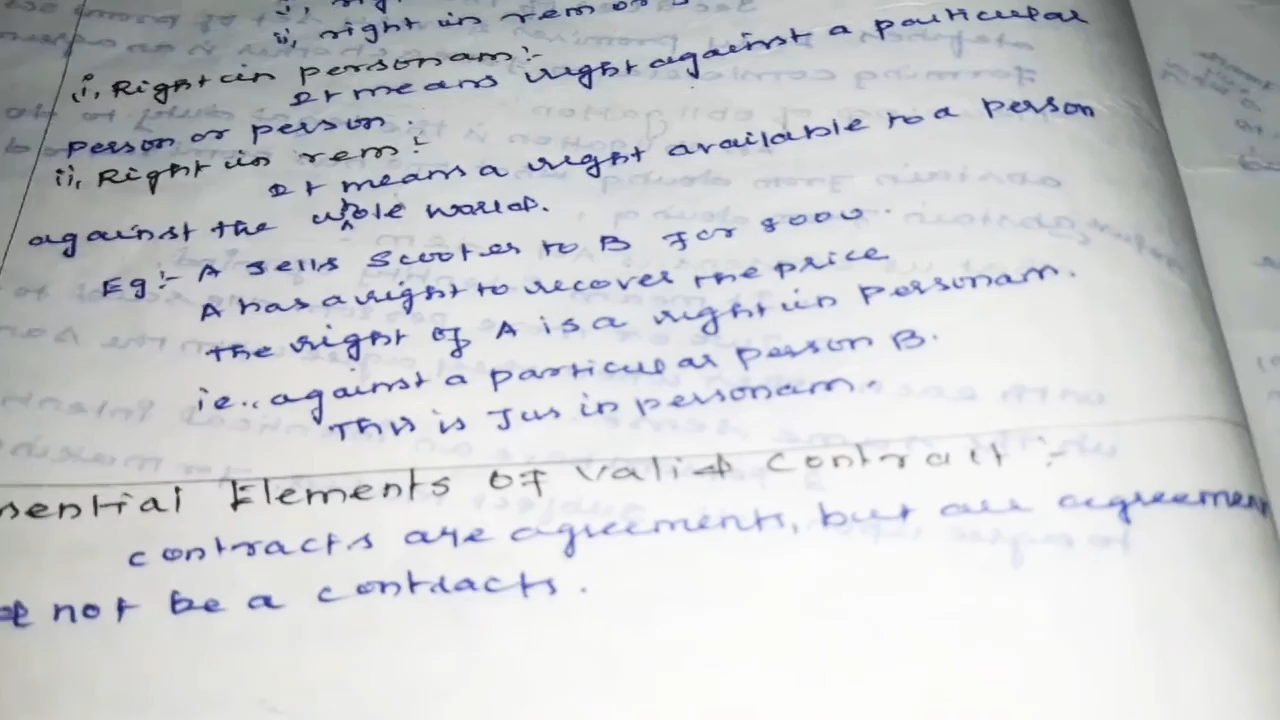 ii, right in rem
i, Right in personam :-
It means right against a particular
person or person.
ii, Right in rem :
It means a right available to a person
against the whole world.
Eg :- A sells Scooter to B for 8000.
A has a right to recover the price
the right of A is a right in Personam.
ie., against a particular person B.
This is Jus in personam.
sential Elements of valid contract :-
contracts are agreements, but all agreemen
not be a contracts.